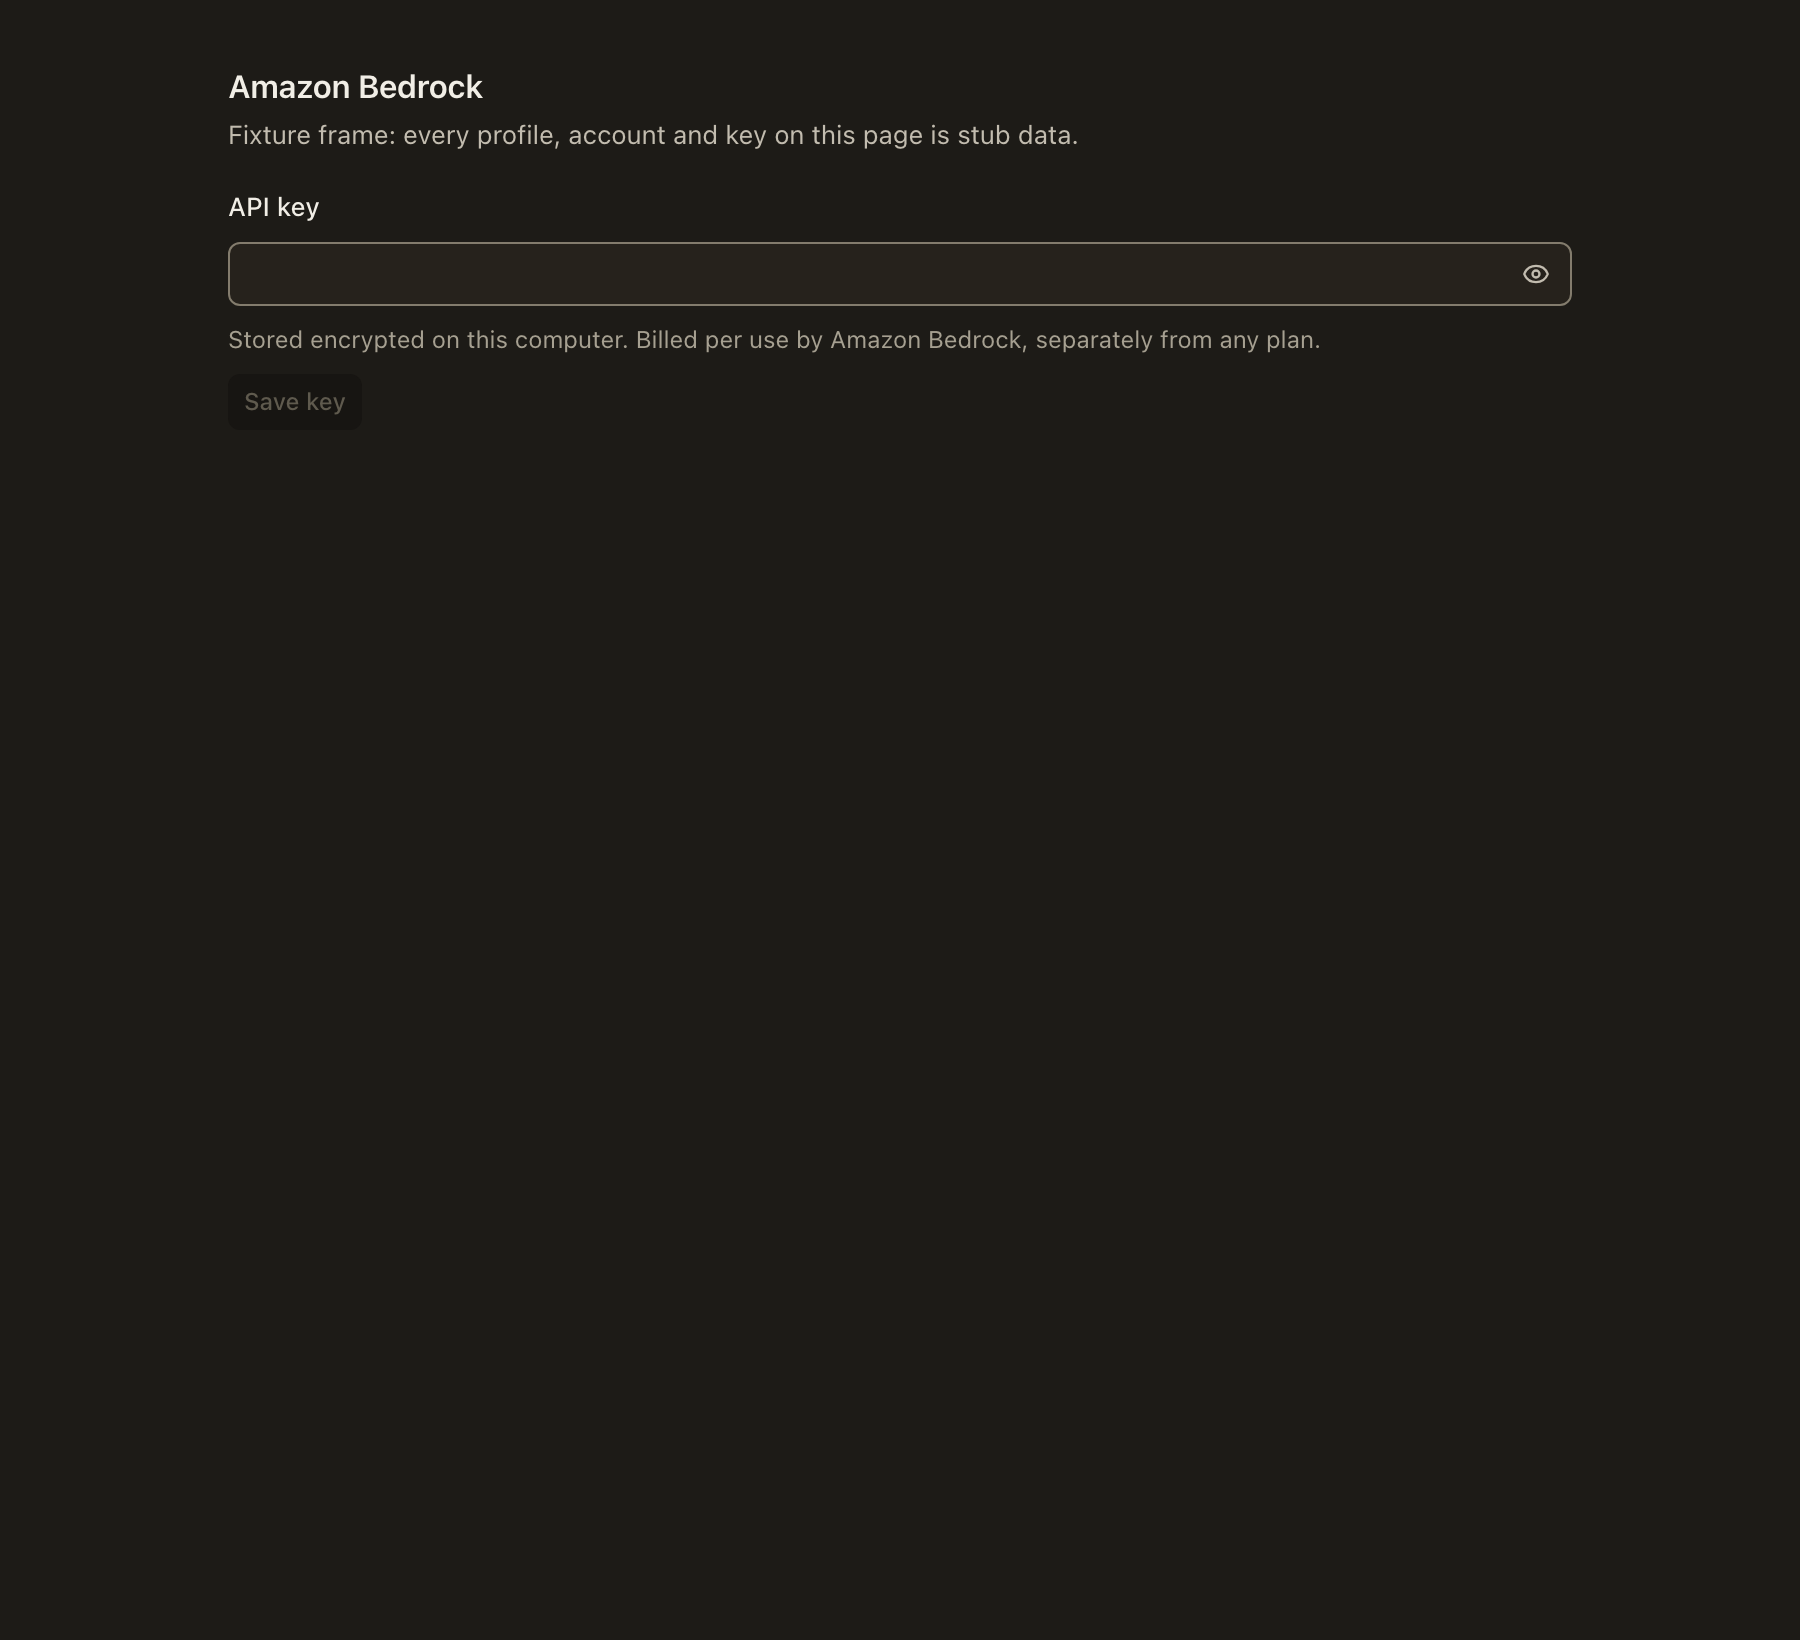 Amazon Bedrock
Fixture frame: every profile, account and key on this page is stub data.
API key
Stored encrypted on this computer. Billed per use by Amazon Bedrock, separately from any plan.
Save key